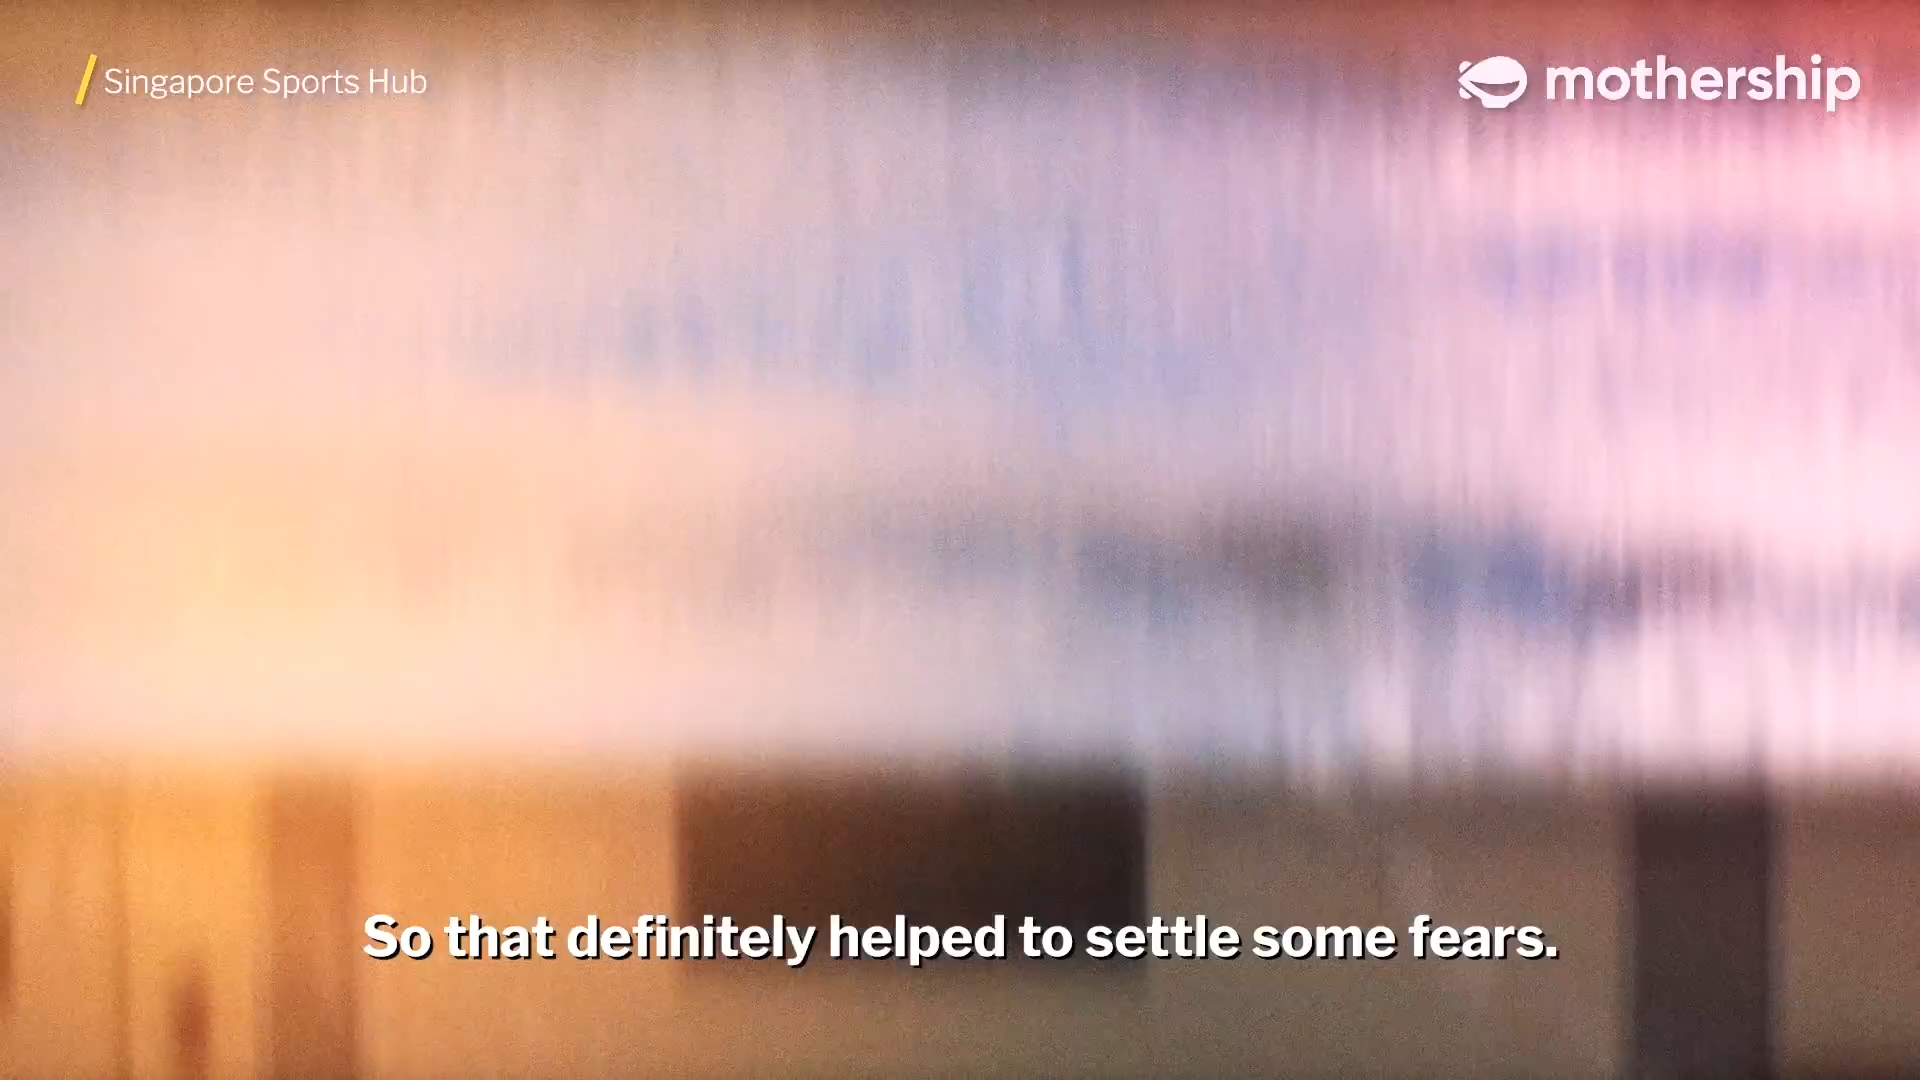 Singapore Sports Hub
mothership
So that definitely helped to settle some fears.